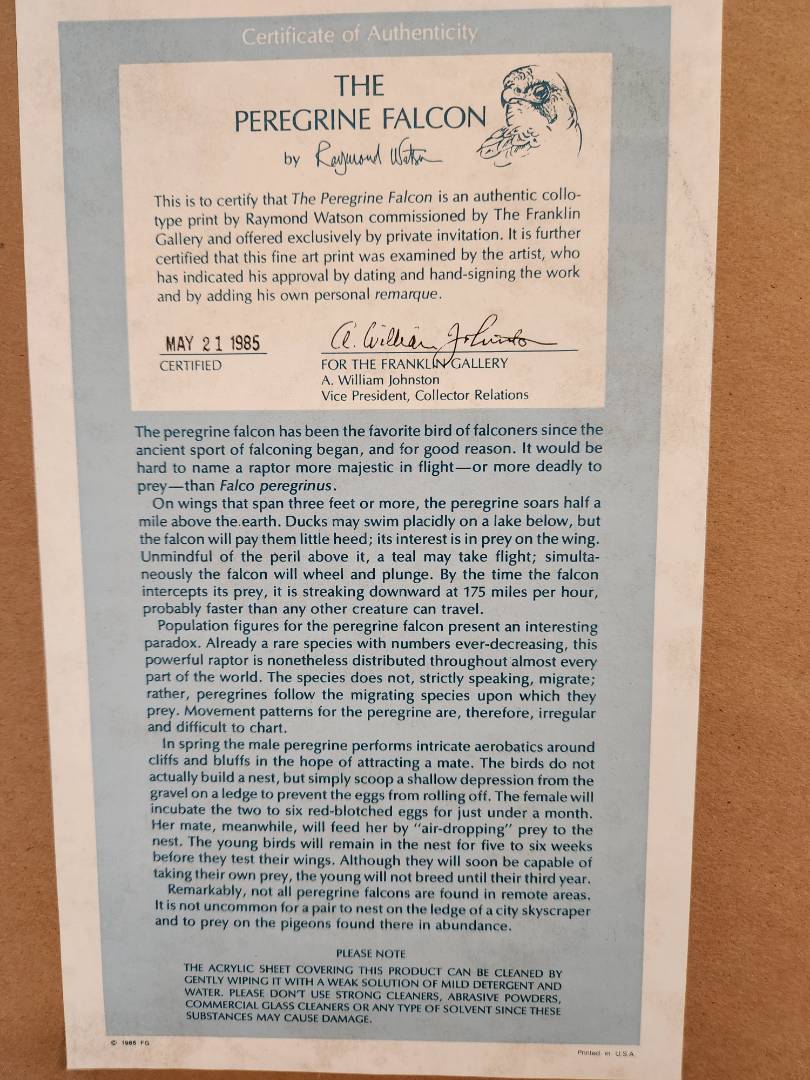 Certificate of Authenticity
THE
PEREGRINE FALCON
by Raymond Watson
This is to certify that The Peregrine Falcon is an authentic collo-
type print by Raymond Watson commissioned by The Franklin
Gallery and offered exclusively by private invitation. It is further
certified that this fine art print was examined by the artist, who
has indicated his approval by dating and hand-signing the work
and by adding his own personal remarque.
MAY 21 1985
CERTIFIED
A. William Johnston
FOR THE FRANKLIN GALLERY
A. William Johnston
Vice President, Collector Relations
The peregrine falcon has been the favorite bird of falconers since the
ancient sport of falconing began, and for good reason. It would be
hard to name a raptor more majestic in flight—or more deadly to
prey—than Falco peregrinus.
On wings that span three feet or more, the peregrine soars half a
mile above the earth. Ducks may swim placidly on a lake below, but
the falcon will pay them little heed; its interest is in prey on the wing.
Unmindful of the peril above it, a teal may take flight; simulta-
neously the falcon will wheel and plunge. By the time the falcon
intercepts its prey, it is streaking downward at 175 miles per hour,
probably faster than any other creature can travel.
Population figures for the peregrine falcon present an interesting
paradox. Already a rare species with numbers ever-decreasing, this
powerful raptor is nonetheless distributed throughout almost every
part of the world. The species does not, strictly speaking, migrate;
rather, peregrines follow the migrating species upon which they
prey. Movement patterns for the peregrine are, therefore, irregular
and difficult to chart.
In spring the male peregrine performs intricate aerobatics around
cliffs and bluffs in the hope of attracting a mate. The birds do not
actually build a nest, but simply scoop a shallow depression from the
gravel on a ledge to prevent the eggs from rolling off. The female will
incubate the two to six red-blotched eggs for just under a month.
Her mate, meanwhile, will feed her by "air-dropping" prey to the
nest. The young birds will remain in the nest for five to six weeks
before they test their wings. Although they will soon be capable of
taking their own prey, the young will not breed until their third year.
Remarkably, not all peregrine falcons are found in remote areas.
It is not uncommon for a pair to nest on the ledge of a city skyscraper
and to prey on the pigeons found there in abundance.
PLEASE NOTE
THE ACRYLIC SHEET COVERING THIS PRODUCT CAN BE CLEANED BY
GENTLY WIPING IT WITH A WEAK SOLUTION OF MILD DETERGENT AND
WATER. PLEASE DON'T USE STRONG CLEANERS, ABRASIVE POWDERS,
COMMERCIAL GLASS CLEANERS OR ANY TYPE OF SOLVENT SINCE THESE
SUBSTANCES MAY CAUSE DAMAGE.
© 1985 FG
Printed in U.S.A.